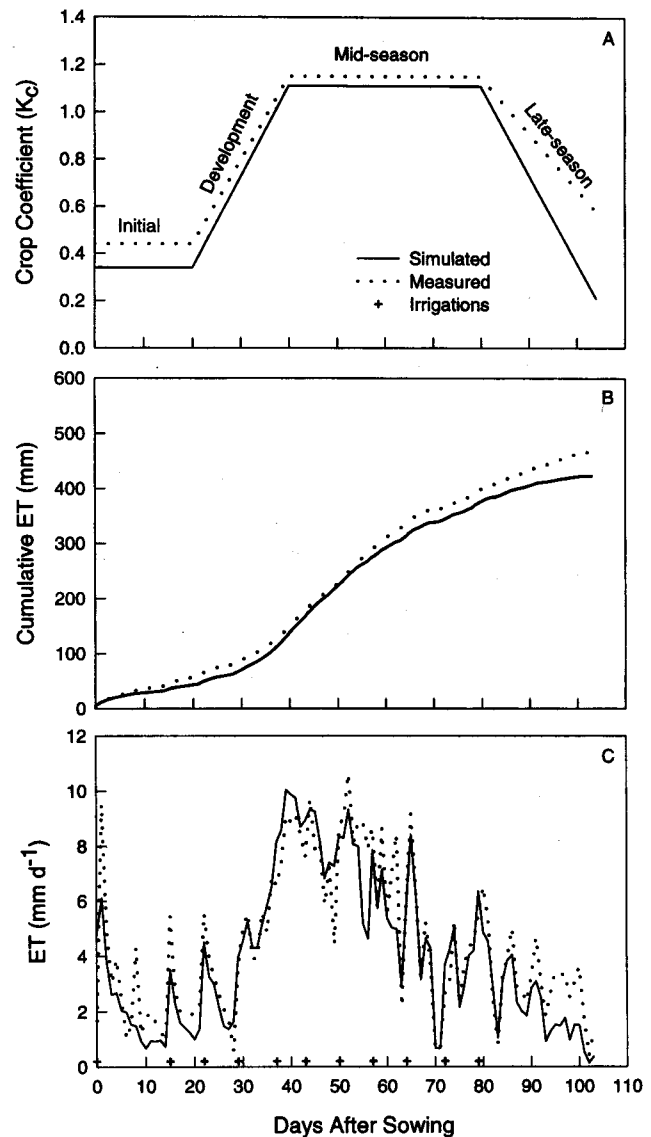 1.4
A
Mid-season
1.2
1.0
Development
Late-season
0.8
0.6
Initial
0.4
Simulated
Measured
0.2
Irrigations
0.0
Crop Coefficient (Kc)
600
B
500
400
300
200
100
0
Cumulative ET (mm)
12
C
10
8
6
4
2
0
ET (mm d-1)
0 10 20 30 40 50 60 70 80 90 100 110
Days After Sowing